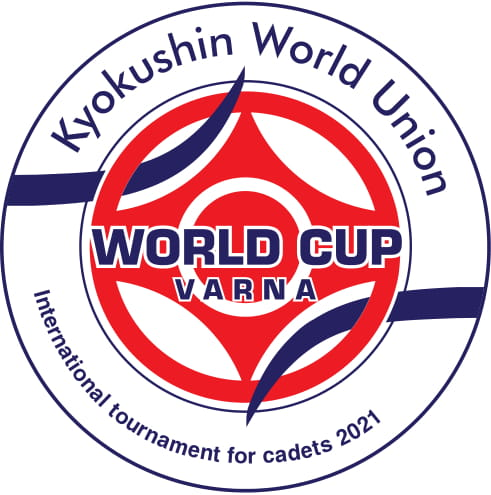 Kyokushin World Union
WORLD CUP
VARNA
International tournament for cadets 2021